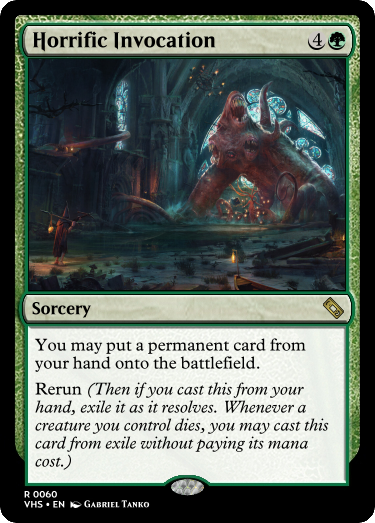 Horrific Invocation 4
Sorcery
You may put a permanent card from
your hand onto the battlefield.
Rerun (Then if you cast this from your
hand, exile it as it resolves. Whenever a
creature you control dies, you may cast this
card from exile without paying its mana
cost.)
R 0060
VHS • EN Gabriel Tanko